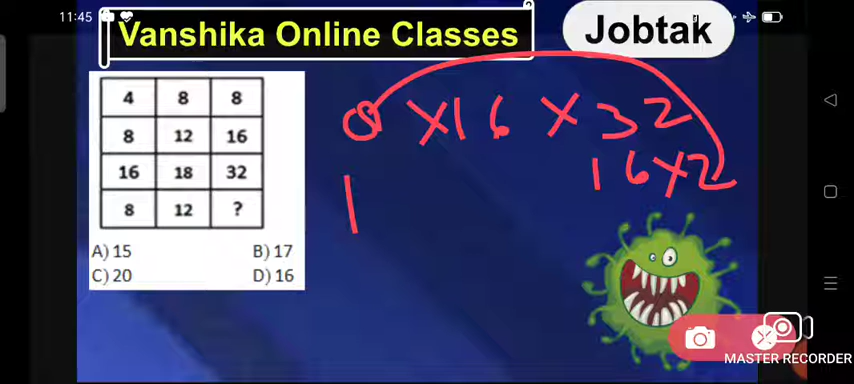 11:45
Vanshika Online Classes
Jobtak
4 8 8
8 12 16
16 18 32
8 12 ?
A) 15 B) 17
C) 20 D) 16
8 ×16 × 32
16×2
1
MASTER RECORDER